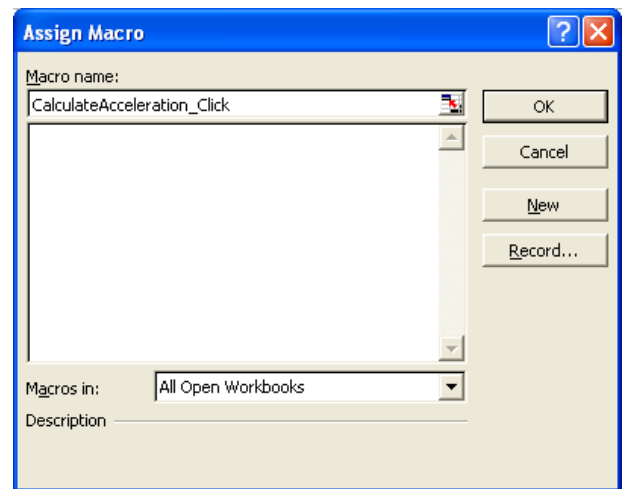 Assign Macro
?
Macro name:
CalculateAcceleration_Click
OK
Cancel
New
Record...
Macros in:
All Open Workbooks
Description